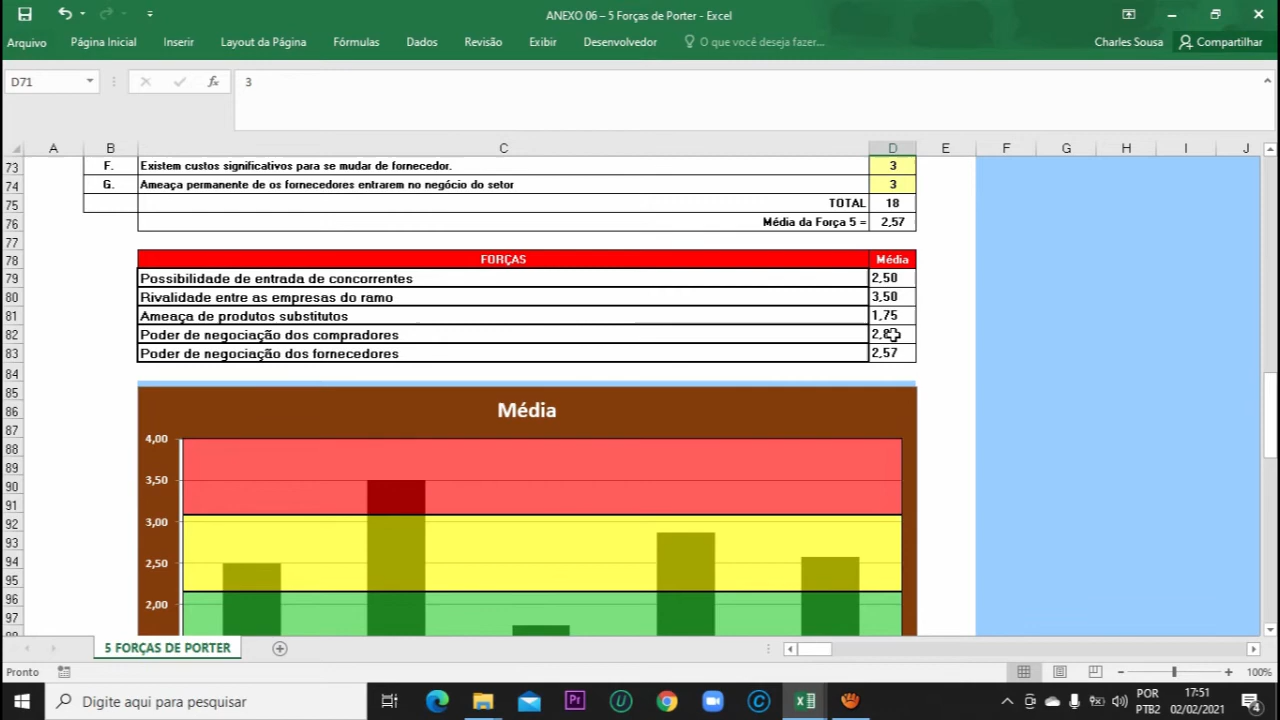 ANEXO 06 – 5 Forças de Porter - Excel
Arquivo Página Inicial Inserir Layout da Página Fórmulas Dados Revisão Exibir Desenvolvedor O que você deseja fazer... Charles Sousa Compartilhar
D71 fx 3
A B C D E F G H I J
73 F. Existem custos significativos para se mudar de fornecedor. 3
74 G. Ameaça permanente de os fornecedores entrarem no negócio do setor 3
75 TOTAL 18
76 Média da Força 5 = 2,57
77
78 FORÇAS Média
79 Possibilidade de entrada de concorrentes 2,50
80 Rivalidade entre as empresas do ramo 3,50
81 Ameaça de produtos substitutos 1,75
82 Poder de negociação dos compradores
83 Poder de negociação dos fornecedores 2,57
84
85
86 Média
87
88 4,00
89
90 3,50
91
92 3,00
93
94 2,50
95
96 2,00
97
5 FORÇAS DE PORTER
Pronto 100%
Digite aqui para pesquisar
Pr
POR 17:51
PTB2 02/02/2021 4